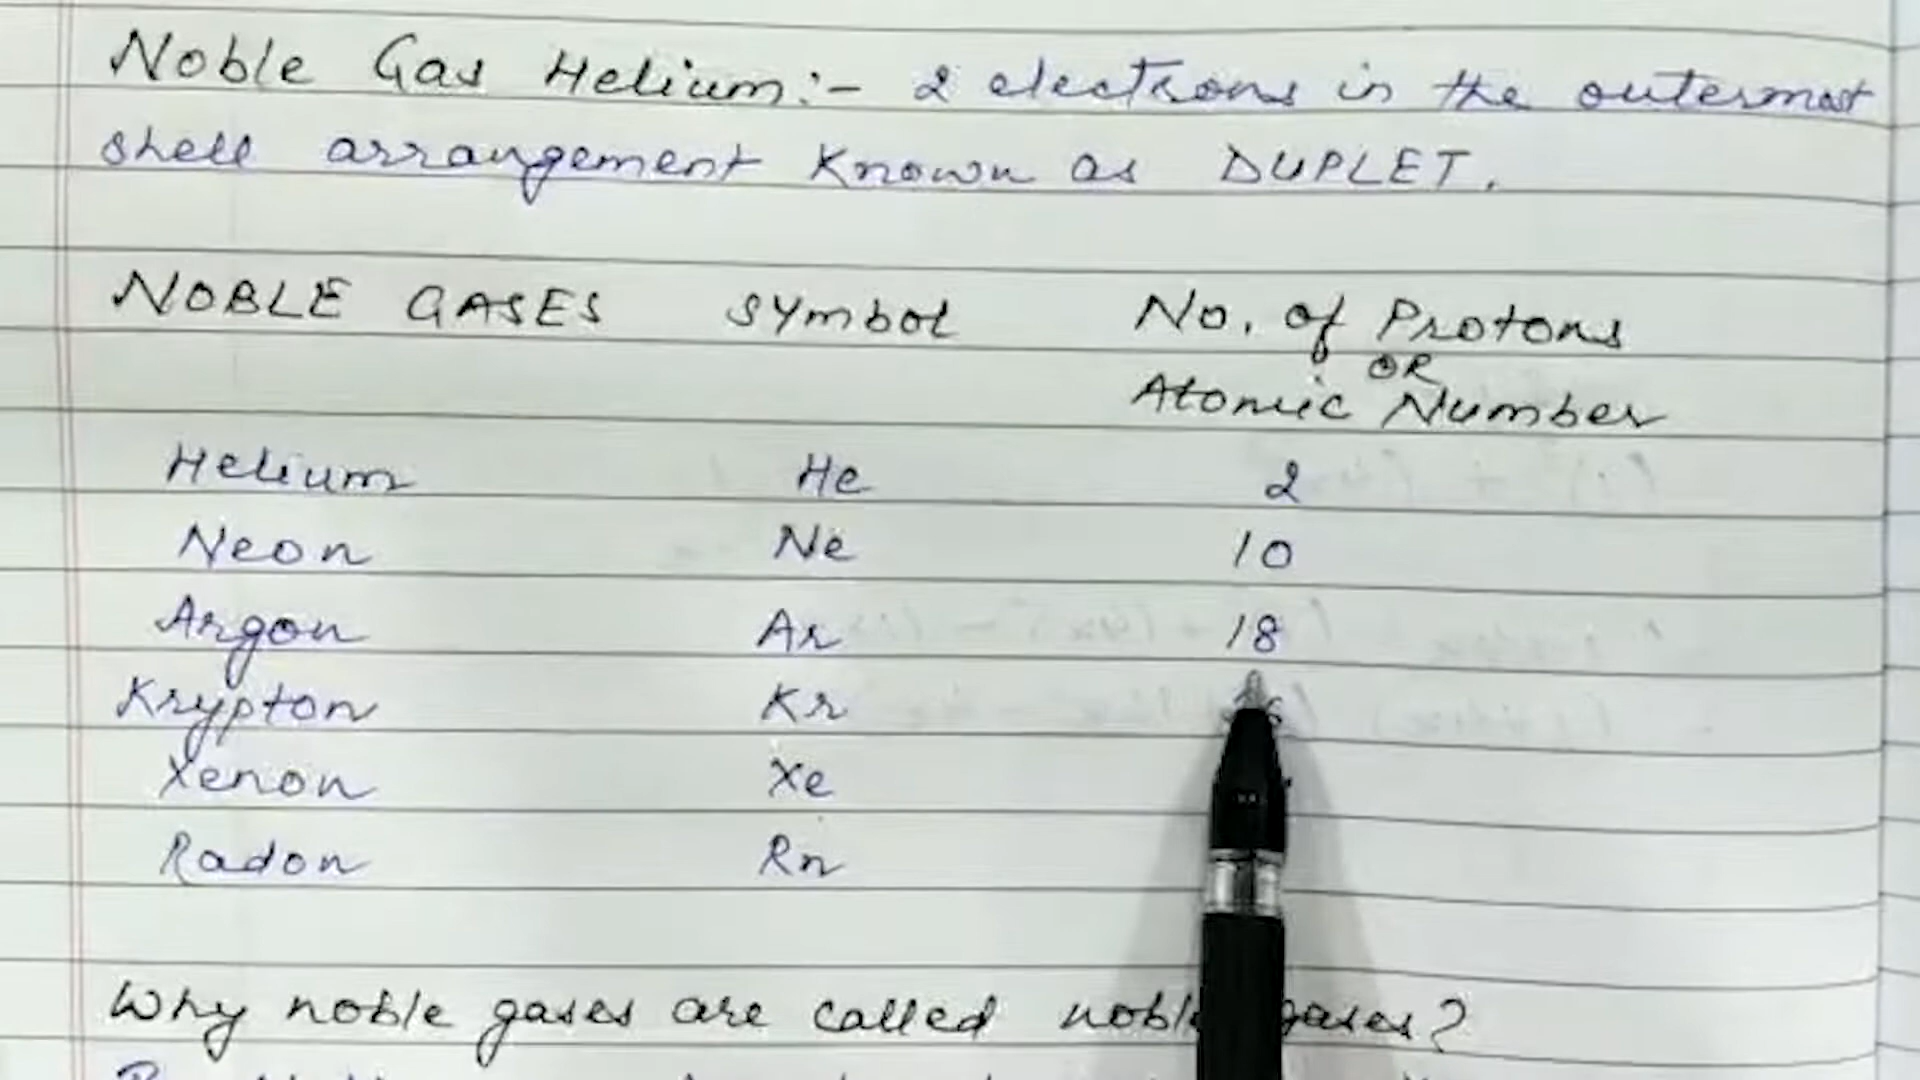 Noble Gas Helium:- 2 electrons in the outermost
shell arrangement known as DUPLET.
NOBLE GASES Symbol No. of Protons
OR
Atomic Number
Helium He 2
Neon Ne 10
Argon Ar 18
Krypton Kr
Xenon Xe
Radon Rn
Why noble gases are called noble gases?